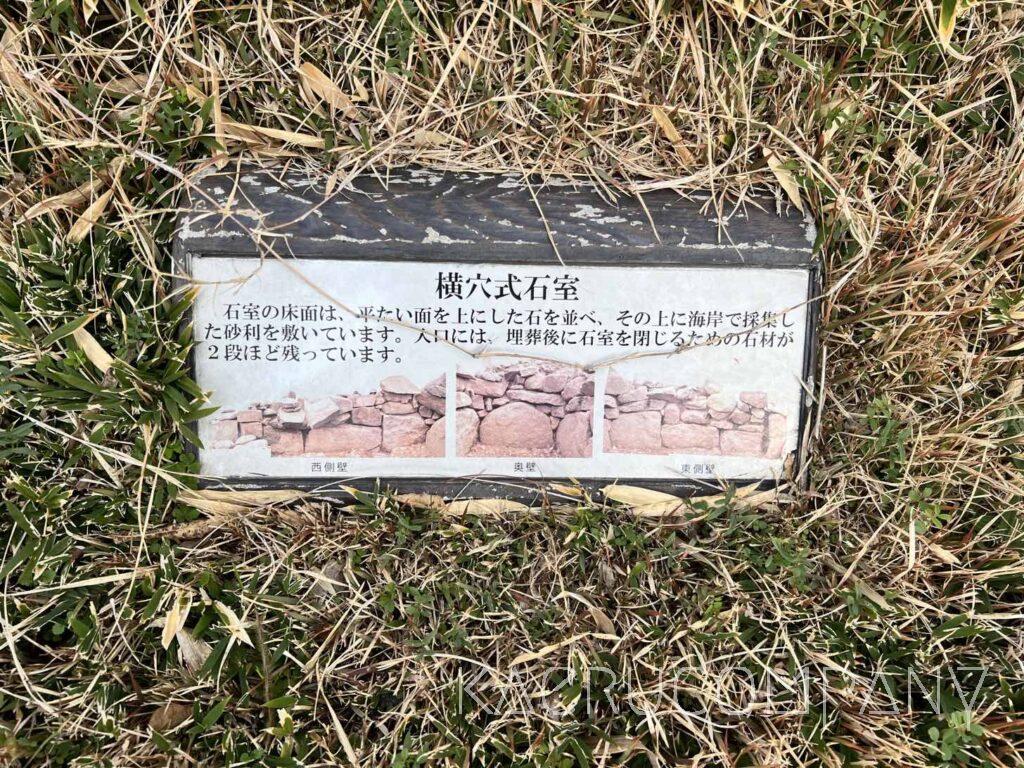 横穴式石室
石室の床面は、平たい面を上にした石を並べ、その上に海岸で採集し
た砂利を敷いています。入口には、埋葬後に石室を閉じるための石材が
２段ほど残っています。
西側壁 奥壁 東側壁
KAORUCOMPANY